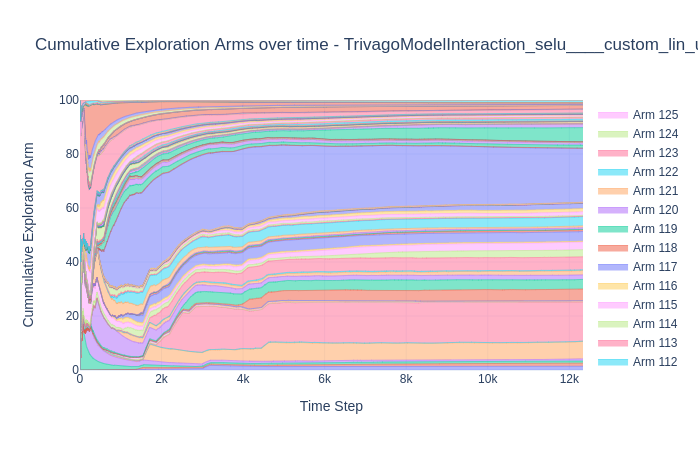 Cumulative Exploration Arms over time - TrivagoModelInteraction_selu____custom_lin_u
Cummulative Exploration Arm
100
80
60
40
20
0
0
2k
4k
6k
8k
10k
12k
Time Step
Arm 125
Arm 124
Arm 123
Arm 122
Arm 121
Arm 120
Arm 119
Arm 118
Arm 117
Arm 116
Arm 115
Arm 114
Arm 113
Arm 112